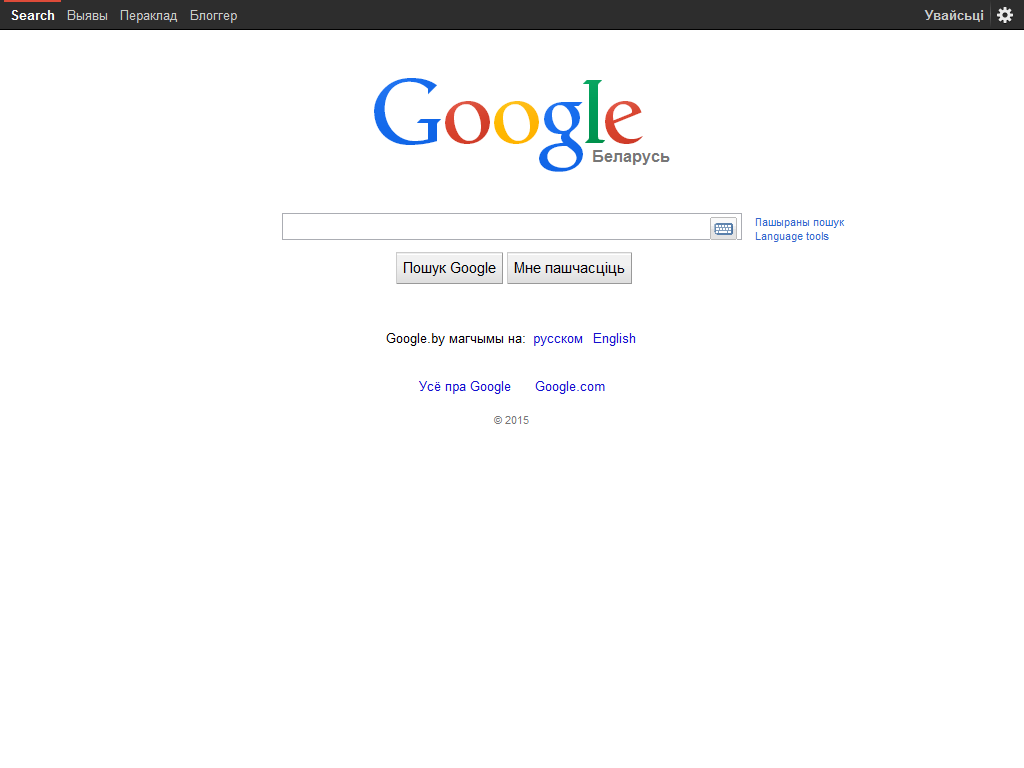 Search Выявы Пераклад Блоггер Увайсьці
Google
Беларусь
Пашыраны пошук
Language tools
Пошук Google Мне пашчасціць
Google.by магчымы на: русском English
Усё пра Google Google.com
© 2015